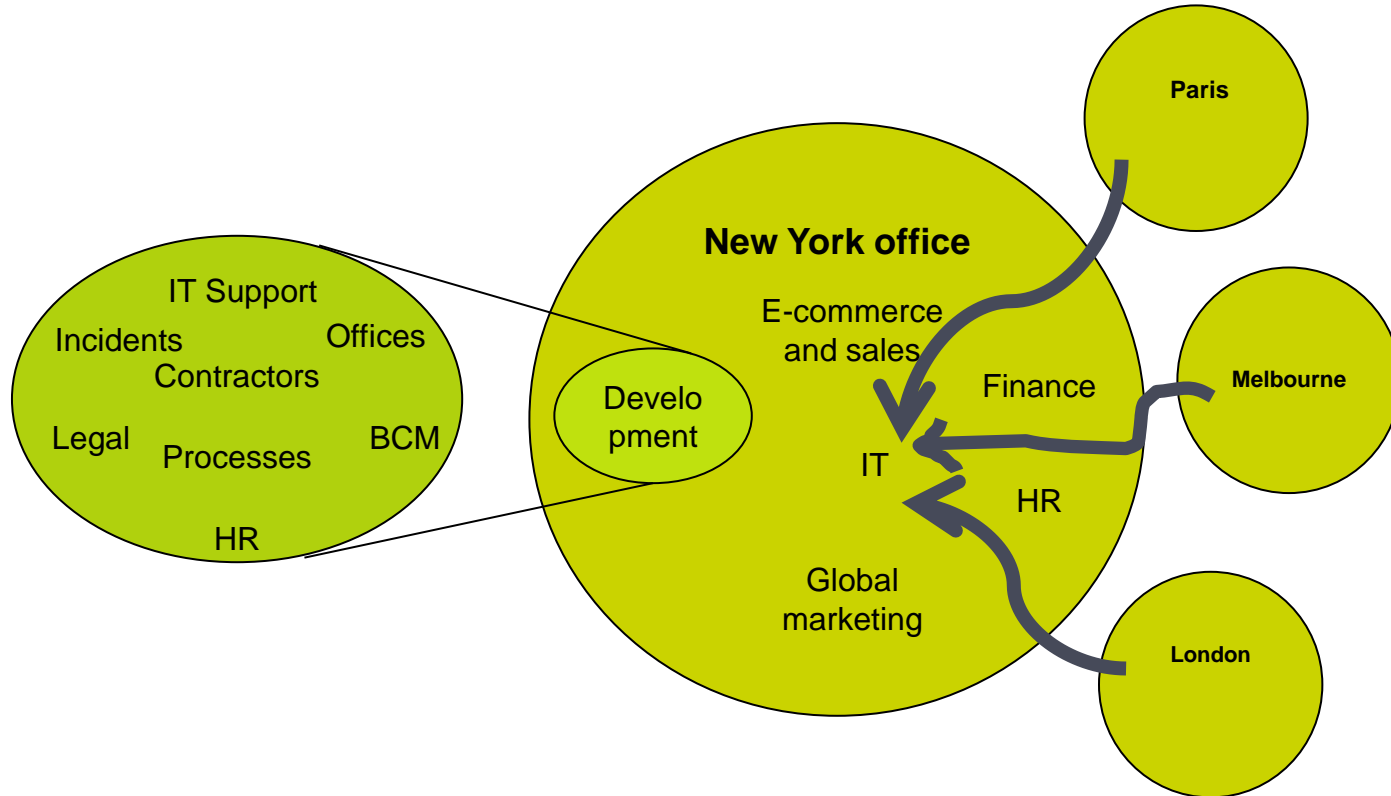 Paris
New York office
IT Support
Incidents
Offices
Contractors
Legal
Processes
BCM
HR
Develo
pment
E-commerce
and sales
Finance
IT
HR
Global
marketing
Melbourne
London